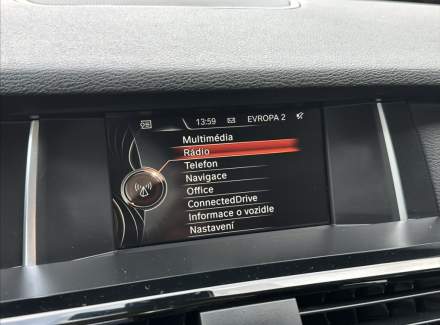 13:59 EVROPA 2
Multimédia
Rádio
Telefon
Navigace
Office
ConnectedDrive
Informace o vozidle
Nastavení